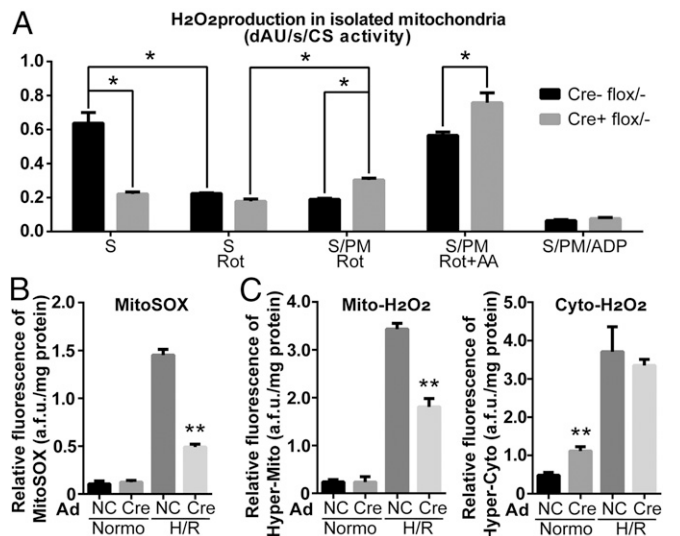 A
H2O2production in isolated mitochondria
(dAU/s/CS activity)
1.0
0.8
0.6
0.4
0.2
0.0
* * * * *
Cre- flox/-
Cre+ flox/-
S
S
Rot
S/PM
Rot
S/PM
Rot+AA
S/PM/ADP
B
MitoSOX
Relative fluorescence of
MitoSOX (a.f.u./mg protein)
2.0
1.5
1.0
0.5
0
**
Ad NC Cre NC Cre
Normo H/R
C
Mito-H2O2
Relative fluorescence of
Hyper-Mito (a.f.u./mg protein)
4.0
3.0
2.0
1.0
0
**
Ad NC Cre NC Cre
Normo H/R
Cyto-H2O2
Relative fluorescence of
Hyper-Cyto (a.f.u./mg protein)
5.0
4.0
3.0
2.0
1.0
0
**
Ad NC Cre NC Cre
Normo H/R